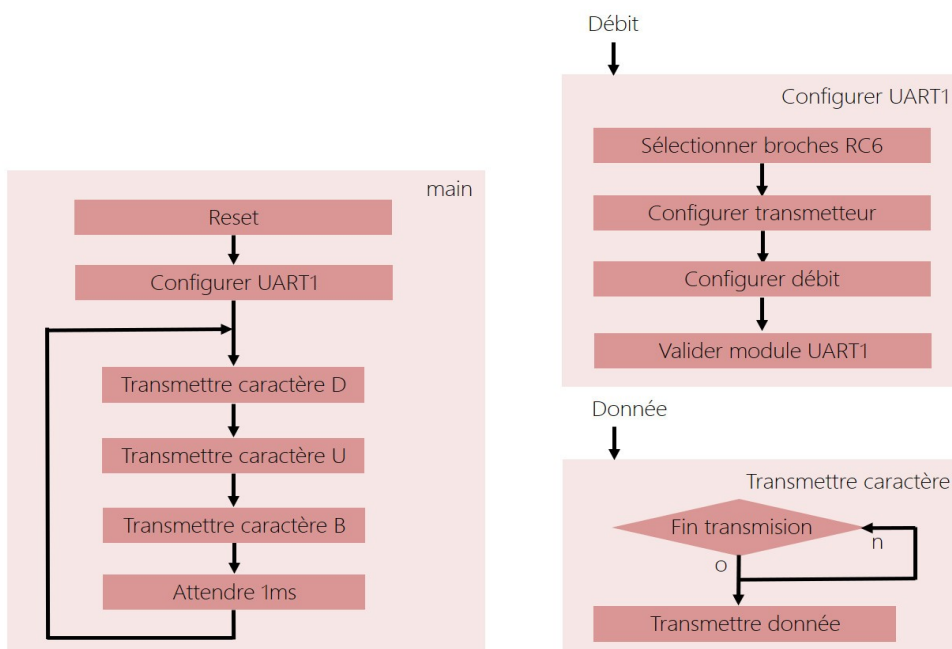 main
Reset
Configurer UART1
Transmettre caractère D
Transmettre caractère U
Transmettre caractère B
Attendre 1ms
Débit
Configurer UART1
Sélectionner broches RC6
Configurer transmetteur
Configurer débit
Valider module UART1
Donnée
Transmettre caractère
Fin transmision
n
o
Transmettre donnée